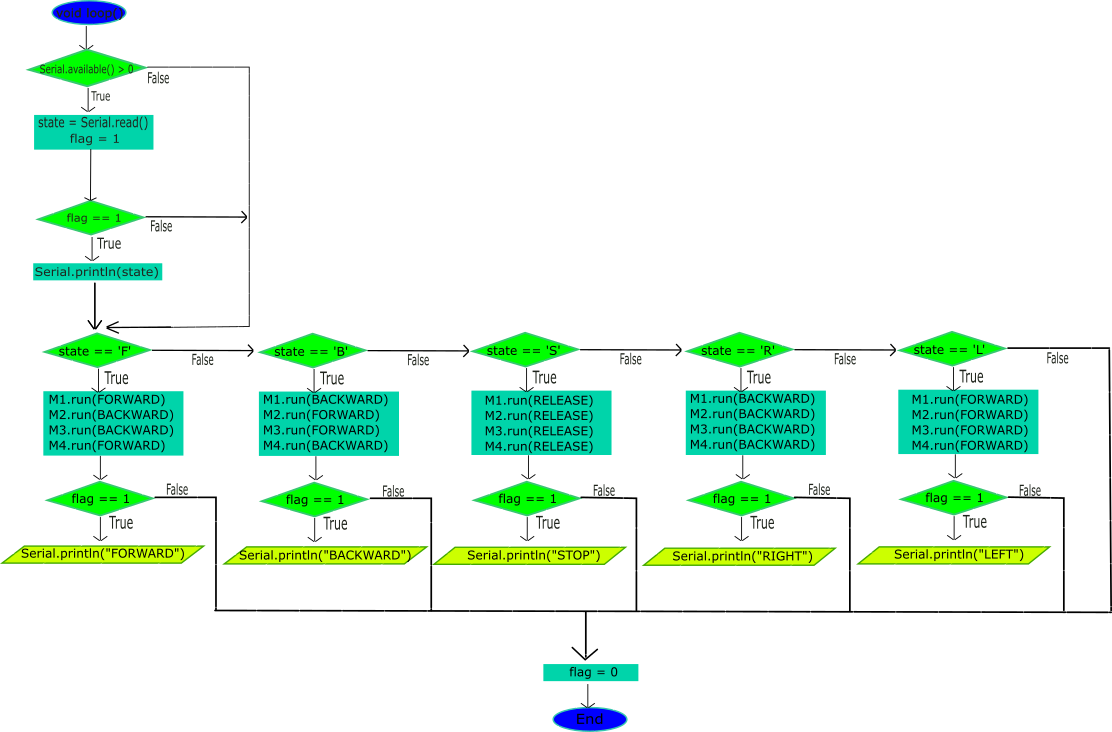 void loop()
Serial.available() > 0
False
True
state = Serial.read()
flag = 1
flag == 1
False
True
Serial.println(state)
state == 'F'
False
state == 'B'
False
state == 'S'
False
state == 'R'
False
state == 'L'
False
True
True
True
True
True
M1.run(FORWARD)
M2.run(BACKWARD)
M3.run(BACKWARD)
M4.run(FORWARD)
M1.run(BACKWARD)
M2.run(FORWARD)
M3.run(FORWARD)
M4.run(BACKWARD)
M1.run(RELEASE)
M2.run(RELEASE)
M3.run(RELEASE)
M4.run(RELEASE)
M1.run(BACKWARD)
M2.run(BACKWARD)
M3.run(BACKWARD)
M4.run(BACKWARD)
M1.run(FORWARD)
M2.run(FORWARD)
M3.run(FORWARD)
M4.run(FORWARD)
flag == 1
False
flag == 1
False
flag == 1
False
flag == 1
False
flag == 1
False
True
True
True
True
True
Serial.println("FORWARD")
Serial.println("BACKWARD")
Serial.println("STOP")
Serial.println("RIGHT")
Serial.println("LEFT")
flag = 0
End